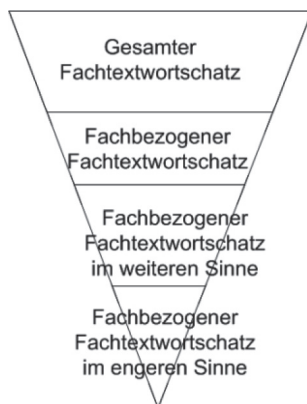 Gesamter
Fachtextwortschatz
Fachbezogener
Fachtextwortschatz
Fachbezogener
Fachtextwortschatz
im weiteren Sinne
Fachbezogener
Fachtextwortschatz
im engeren Sinne